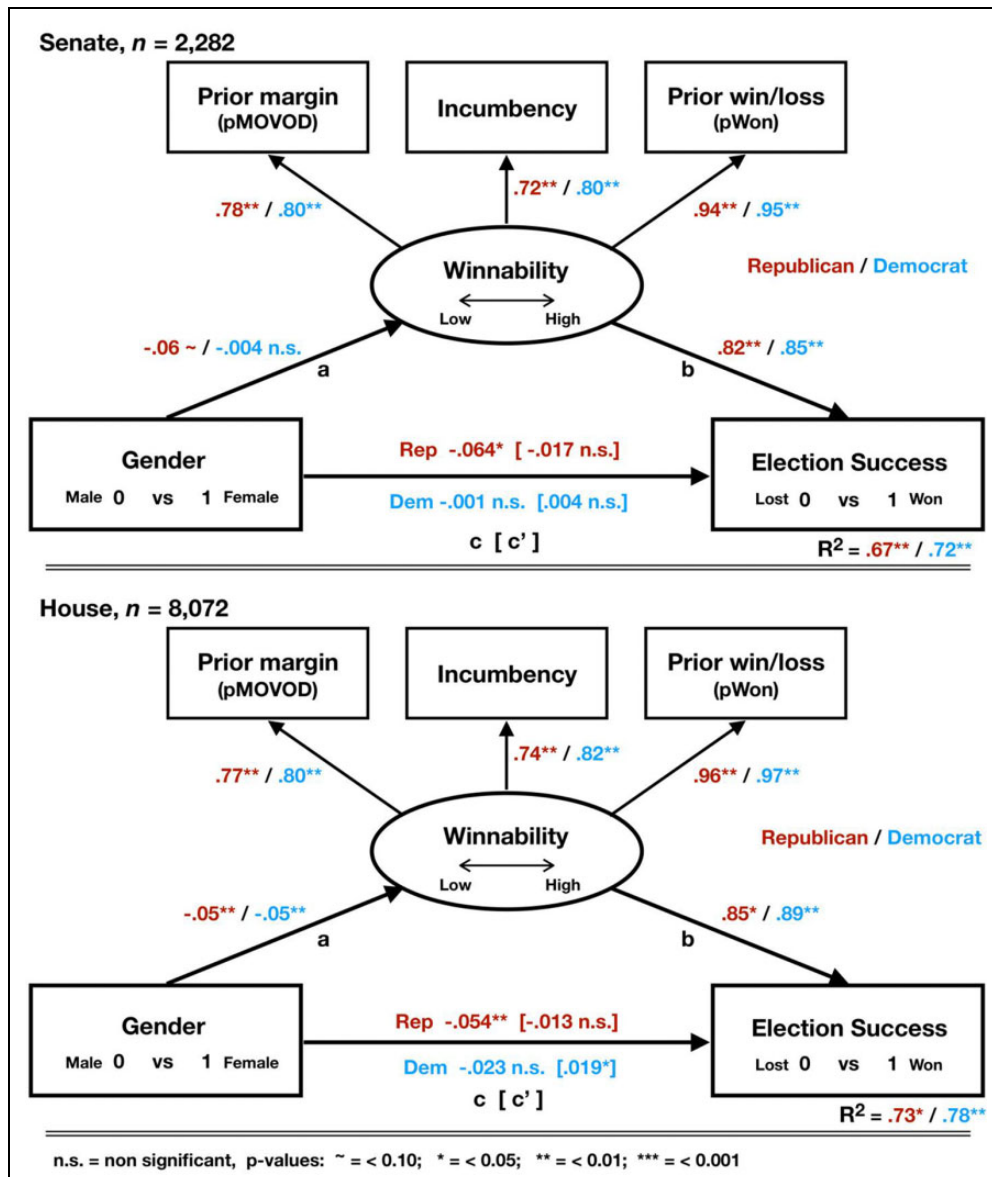 Senate, n = 2,282
Prior margin
(pMOVOD)
Incumbency
Prior win/loss
(pWon)
.78** / .80**
.72** / .80**
.94** / .95**
Winnability
Low High
Republican / Democrat
-.06 ~ / -.004 n.s.
a
.82** / .85**
b
Gender
Male 0 vs 1 Female
Rep -.064* [ -.017 n.s.]
Dem -.001 n.s. [.004 n.s.]
c [ c’ ]
Election Success
Lost 0 vs 1 Won
R² = .67** / .72**
House, n = 8,072
Prior margin
(pMOVOD)
Incumbency
Prior win/loss
(pWon)
.77** / .80**
.74** / .82**
.96** / .97**
Winnability
Low High
Republican / Democrat
-.05** / -.05**
a
.85* / .89**
b
Gender
Male 0 vs 1 Female
Rep -.054** [-.013 n.s.]
Dem -.023 n.s. [.019*]
c [ c’ ]
Election Success
Lost 0 vs 1 Won
R² = .73* / .78**
n.s. = non significant, p-values: ~ = < 0.10; * = < 0.05; ** = < 0.01; *** = < 0.001